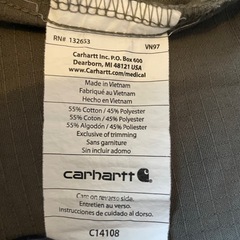 RN# 132653 VN97
Carhartt Inc. P.O. Box 600
Dearborn, MI 48121 USA
www.Carhartt.com/medical
Made in Vietnam
Fabriqué au Vietnam
Hecho en Vietnam
55% Cotton / 45% Polyester
55% Coton / 45% Polyester
55% Algodón / 45% Poliéster
Exclusive of trimming
Sans garniture
Sin incluir adorno
carhartt
Care on reverse side.
Entretien au verso.
instrucciones de cuidado al dorso.
C14108